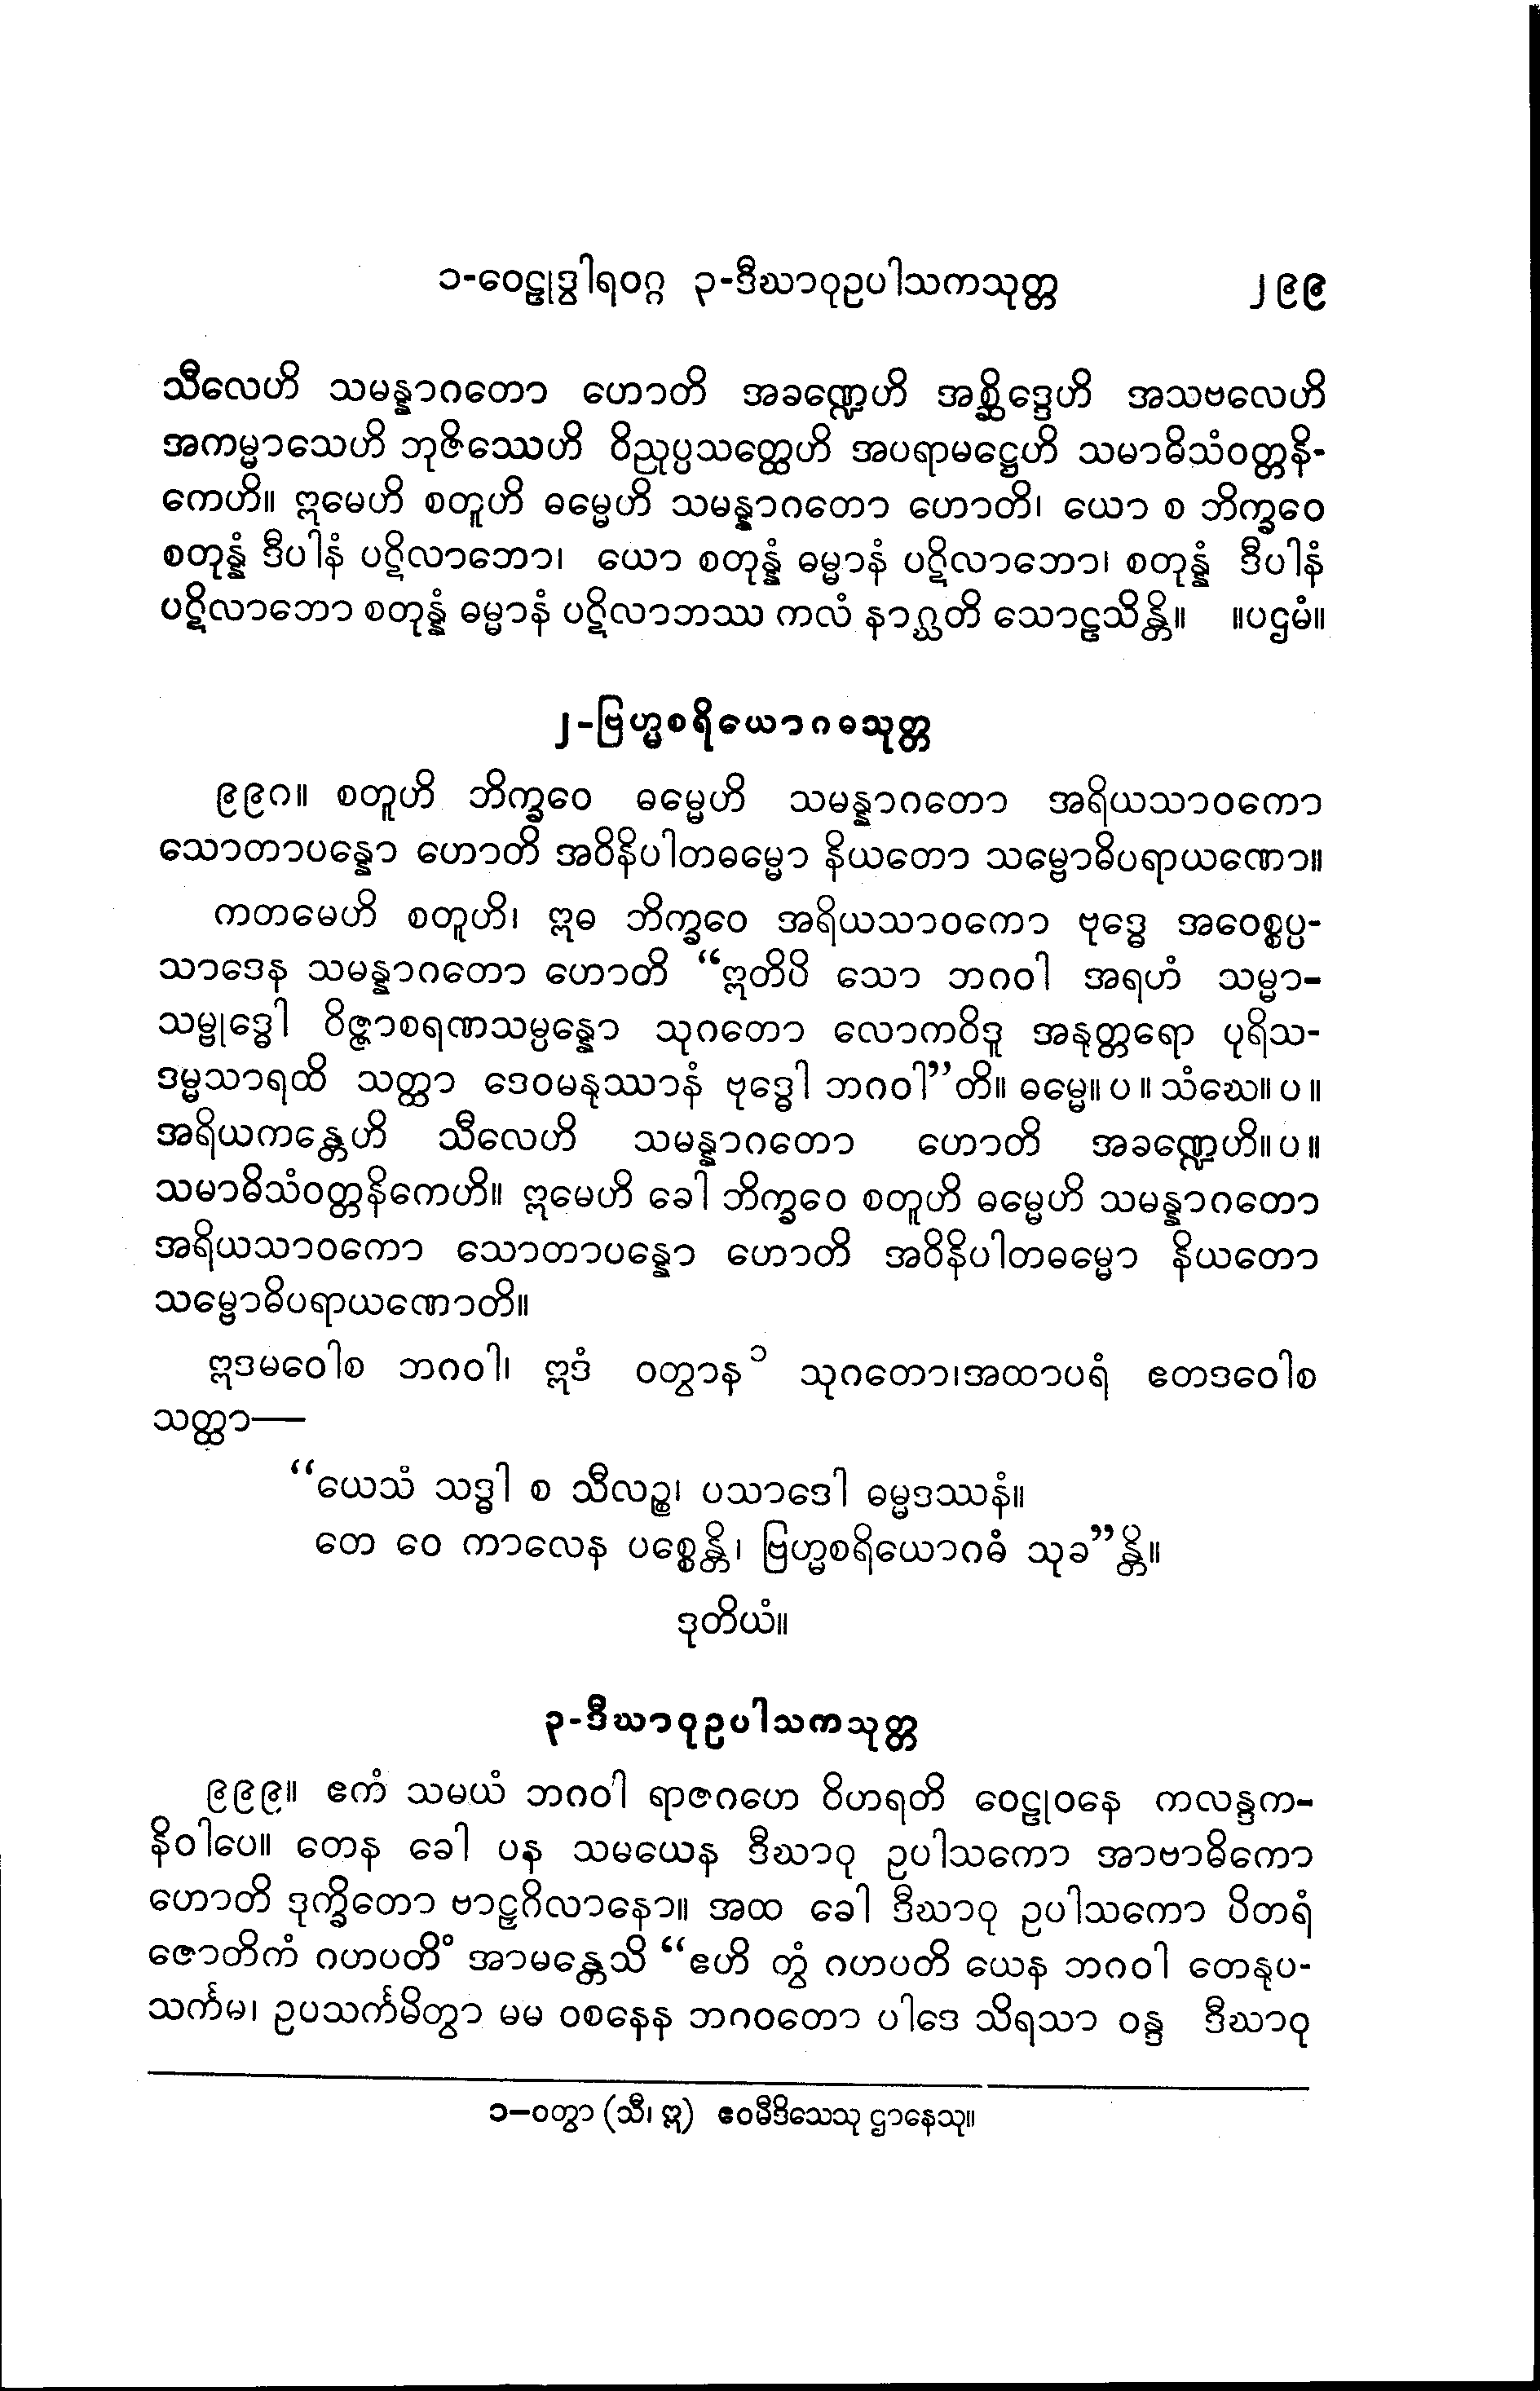 ၁-ဝေဠုဒွါရဝဂ္ဂ ၃-ဒီဃာဝုဥပါသကသုတ္တ ၂၉၉
သီလေဟိ သမန္နာဂတော ဟောတိ အခဏ္ဍေဟိ အစ္ဆိဒ္ဒေဟိ အသဗလေဟိ
အကမ္မာသေဟိ ဘုဇိဿေဟိ ဝိညုပ္ပသတ္ထေဟိ အပရာမဋ္ဌေဟိ သမာဓိသံဝတ္တနိ-
ကေဟိ။ ဣမေဟိ စတူဟိ ဓမ္မေဟိ သမန္နာဂတော ဟောတိ၊ ယော စ ဘိက္ခဝေ
စတုန္နံ ဒီပါနံ ပဋိလာဘော၊ ယော စတုန္နံ ဓမ္မာနံ ပဋိလာဘော၊ စတုန္နံ ဒီပါနံ
ပဋိလာဘော စတုန္နံ ဓမ္မာနံ ပဋိလာဘဿ ကလံ နာဂ္ဃတိ သောဠသိန္တိ။ ။ပဌမံ။
၂-ဗြဟ္မစရိယောဂဓသုတ္တ
၉၉ဂ။ စတူဟိ ဘိက္ခဝေ ဓမ္မေဟိ သမန္နာဂတော အရိယသာဝကော
သောတာပန္နော ဟောတိ အဝိနိပါတဓမ္မော နိယတော သမ္ဗောဓိပရာယဏော။
ကတမေဟိ စတူဟိ၊ ဣဓ ဘိက္ခဝေ အရိယသာဝကော ဗုဒ္ဓေ အဝေစ္စပ္ပ-
သာဒေန သမန္နာဂတော ဟောတိ “ဣတိပိ သော ဘဂဝါ အရဟံ သမ္မာ-
သမ္ဗုဒ္ဓေါ ဝိဇ္ဇာစရဏသမ္ပန္နော သုဂတော လောကဝိဒူ အနုတ္တရော ပုရိသ-
ဒမ္မသာရထိ သတ္ထာ ဒေဝမနုဿာနံ ဗုဒ္ဓေါ ဘဂဝါ”တိ။ ဓမ္မေ။ ပ ။ သံဃေ။ ပ ။
အရိယကန္တေဟိ သီလေဟိ သမန္နာဂတော ဟောတိ အခဏ္ဍေဟိ။ ပ ။
သမာဓိသံဝတ္တနိကေဟိ။ ဣမေဟိ ခေါ ဘိက္ခဝေ စတူဟိ ဓမ္မေဟိ သမန္နာဂတော
အရိယသာဝကော သောတာပန္နော ဟောတိ အဝိနိပါတဓမ္မော နိယတော
သမ္ဗောဓိပရာယဏောတိ။
ဣဒမဝေါစ ဘဂဝါ၊ ဣဒံ ဝတွာန ၁ သုဂတော၊အထာပရံ ဧတဒဝေါစ
သတ္ထာ—
“ယေသံ သဒ္ဓါ စ သီလဉ္စ၊ ပသာဒေါ ဓမ္မဒဿနံ။
တေ ဝေ ကာလေန ပစ္စေန္တိ၊ ဗြဟ္မစရိယောဂဓံ သုခ”န္တိ။
ဒုတိယံ။
၃-ဒီဃာဝုဥပါသကသုတ္တ
၉၉၉။ ဧကံ သမယံ ဘဂဝါ ရာဇဂဟေ ဝိဟရတိ ဝေဠုဝနေ ကလန္ဒက-
နိဝါပေ။ တေန ခေါ ပန သမယေန ဒီဃာဝု ဥပါသကော အာဗာဓိကော
ဟောတိ ဒုက္ခိတော ဗာဠှဂိလာနော။ အထ ခေါ ဒီဃာဝု ဥပါသကော ပိတရံ
ဇောတိကံ ဂဟပတိံ အာမန္တေသိ “ဧဟိ တွံ ဂဟပတိ ယေန ဘဂဝါ တေနုပ-
သင်္ကမ၊ ဥပသင်္ကမိတွာ မမ ဝစနေန ဘဂဝတော ပါဒေ သိရသာ ဝန္ဒ ဒီဃာဝု
၁—ဝတွာ (သီ၊ ဣ) ဧဝမီဒိသေသု ဌာနေသု။